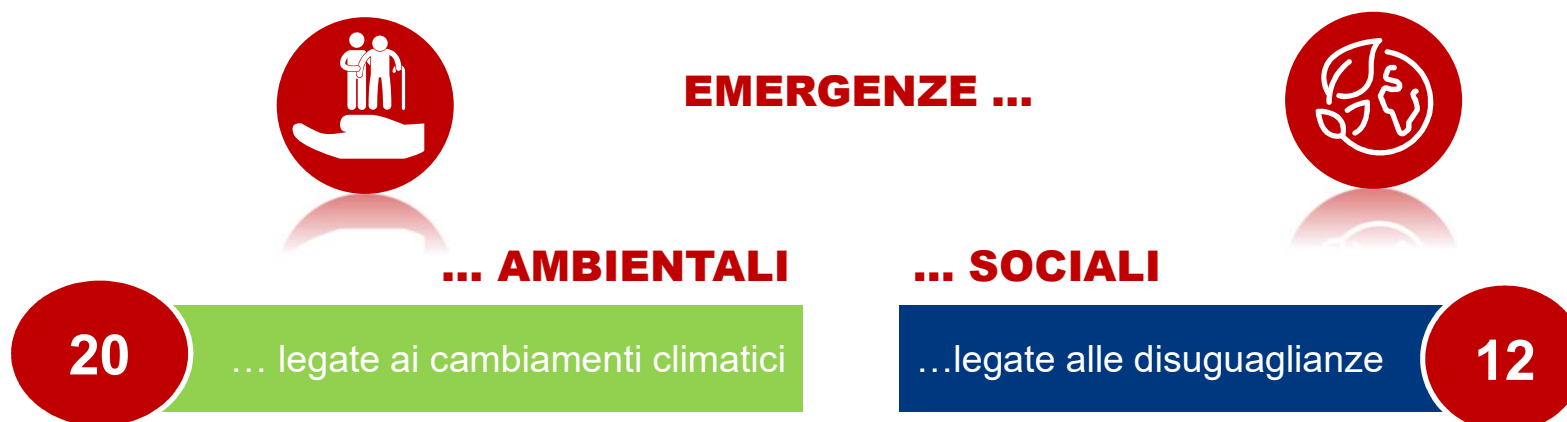 EMERGENZE ...
... AMBIENTALI
... SOCIALI
20
... legate ai cambiamenti climatici
...legate alle disuguaglianze
12